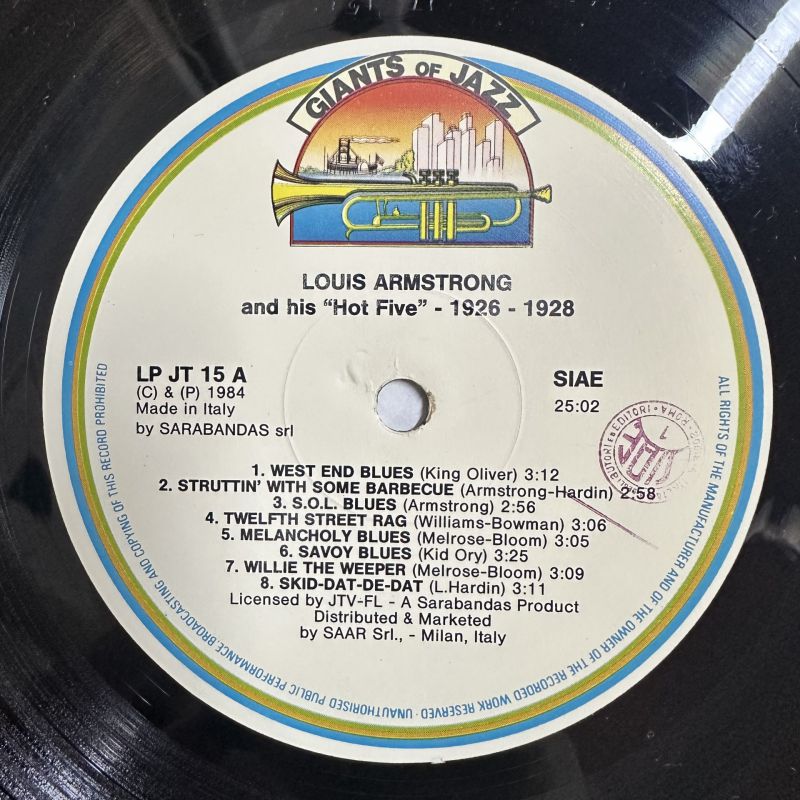 GIANTS OF JAZZ
LOUIS ARMSTRONG
and his “Hot Five” - 1926 - 1928
LP JT 15 A
(C) & (P) 1984
Made in Italy
by SARABANDAS srl
SIAE
25:02
1. WEST END BLUES (King Oliver) 3:12
2. STRUTTIN' WITH SOME BARBECUE (Armstrong-Hardin) 2:58
3. S.O.L. BLUES (Armstrong) 2:56
4. TWELFTH STREET RAG (Williams-Bowman) 3:06
5. MELANCHOLY BLUES (Melrose-Bloom) 3:05
6. SAVOY BLUES (Kid Ory) 3:25
7. WILLIE THE WEEPER (Melrose-Bloom) 3:09
8. SKID-DAT-DE-DAT (L.Hardin) 3:11
Licensed by JTV-FL - A Sarabandas Product
Distributed & Marketed
by SAAR Srl., - Milan, Italy
ALL RIGHTS OF THE MANUFACTURER AND OF THE OWNER OF THE RECORDED WORK RESERVED · UNAUTHORISED PUBLIC PERFORMANCE BROADCASTING AND COPYING OF THIS RECORD PROHIBITED
AUTORI ED EDITORI · ROMA
1